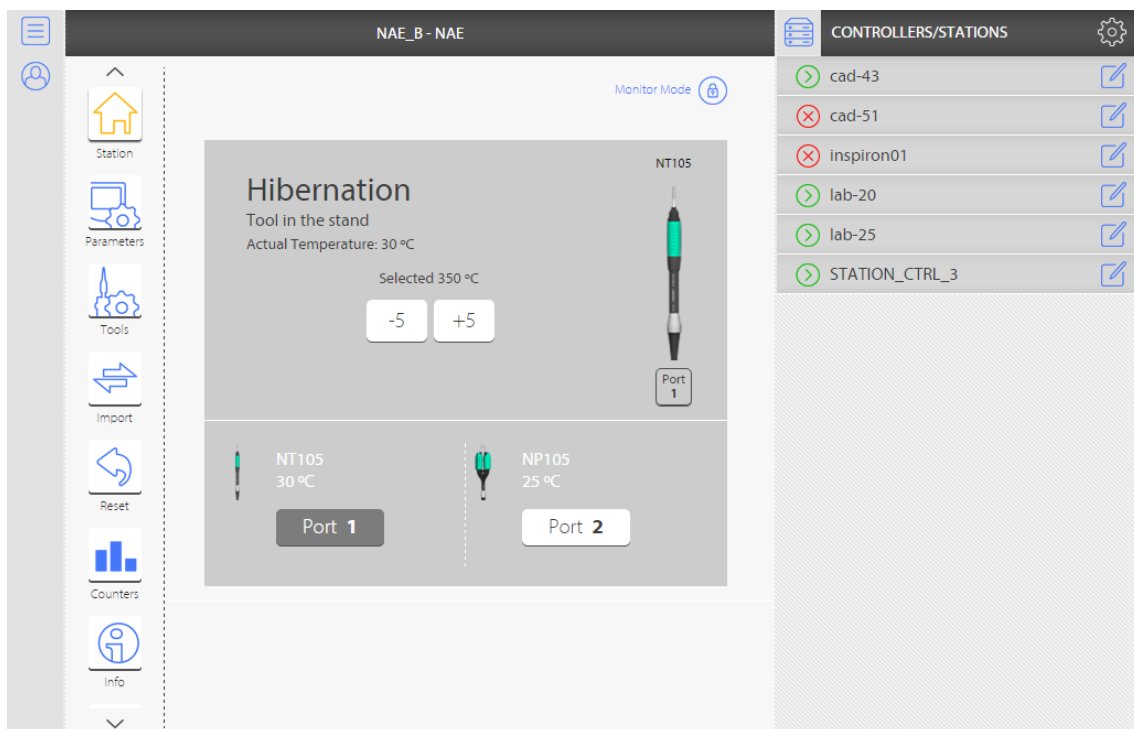 NAE_B - NAE
CONTROLLERS/STATIONS
Station
Parameters
Tools
Import
Reset
Counters
Info
Monitor Mode
Hibernation
Tool in the stand
Actual Temperature: 30 ºC
Selected 350 ºC
-5
+5
NT105
Port
1
NT105
30 ºC
Port 1
NP105
25 ºC
Port 2
cad-43
cad-51
inspiron01
lab-20
lab-25
STATION_CTRL_3